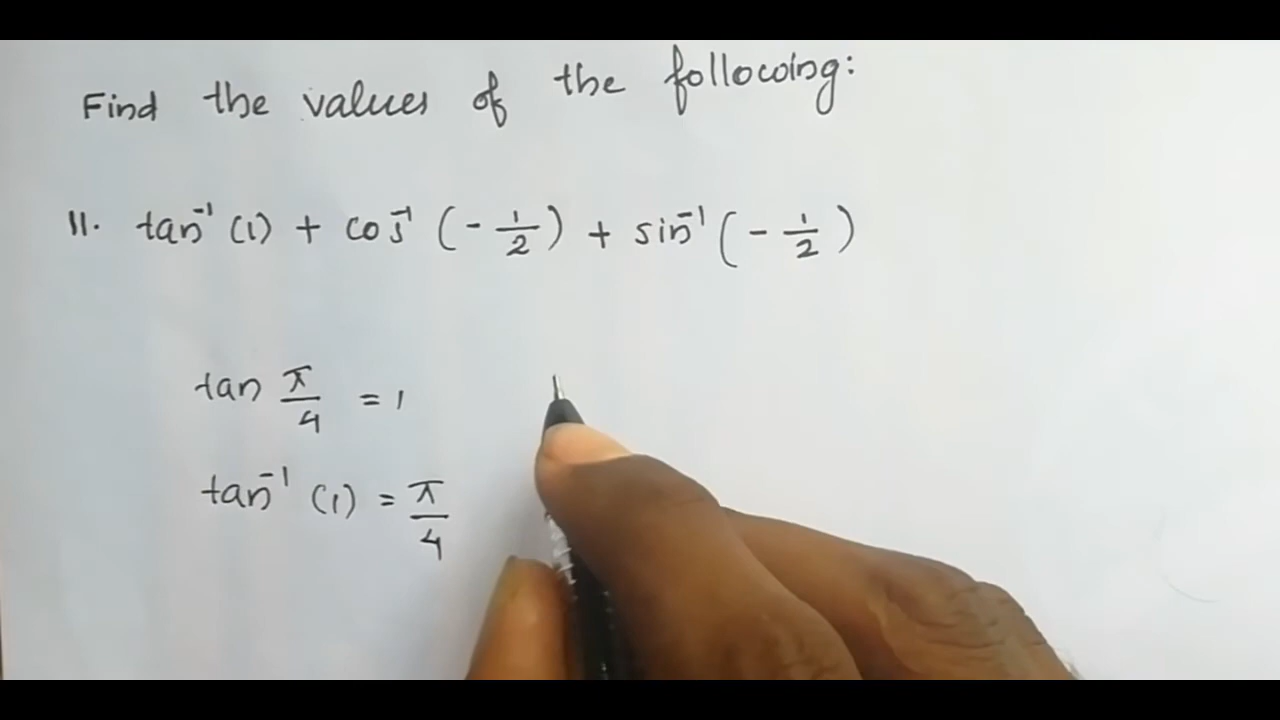 Find the values of the following:
11. tan⁻¹ (1) + cos⁻¹ (-1/2) + sin⁻¹ (-1/2)
tan π/4 = 1
tan⁻¹ (1) = π/4